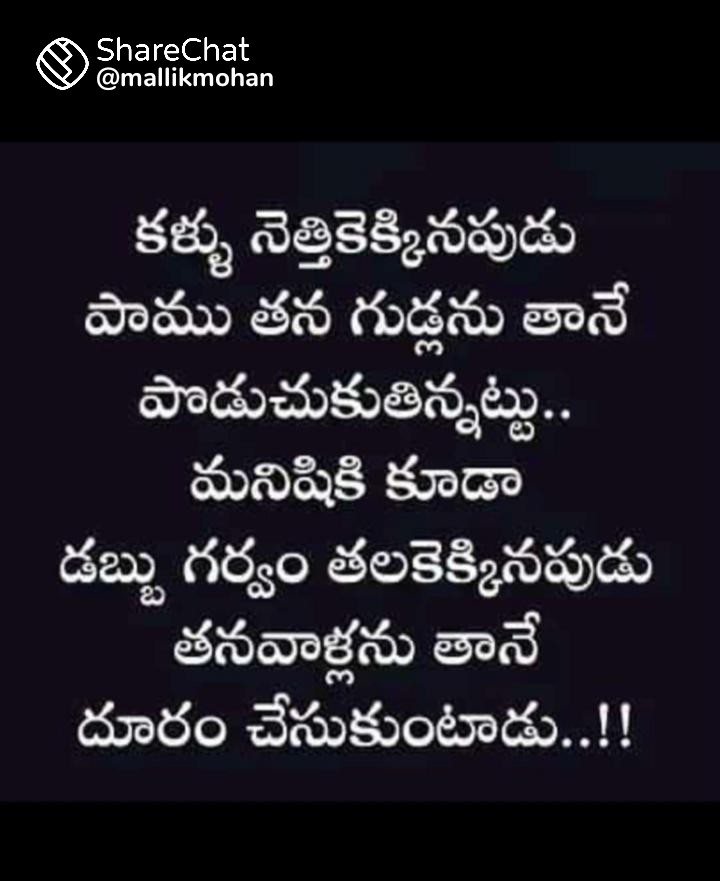 ShareChat
@mallikmohan
కళ్ళు నెత్తికెక్కినపుడు
పాము తన గుడ్లను తానే
పొడుచుకుతిన్నట్టు..
మనిషికి కూడా
డబ్బు గర్వం తలకెక్కినపుడు
తనవాళ్లను తానే
దూరం చేసుకుంటాడు..!!